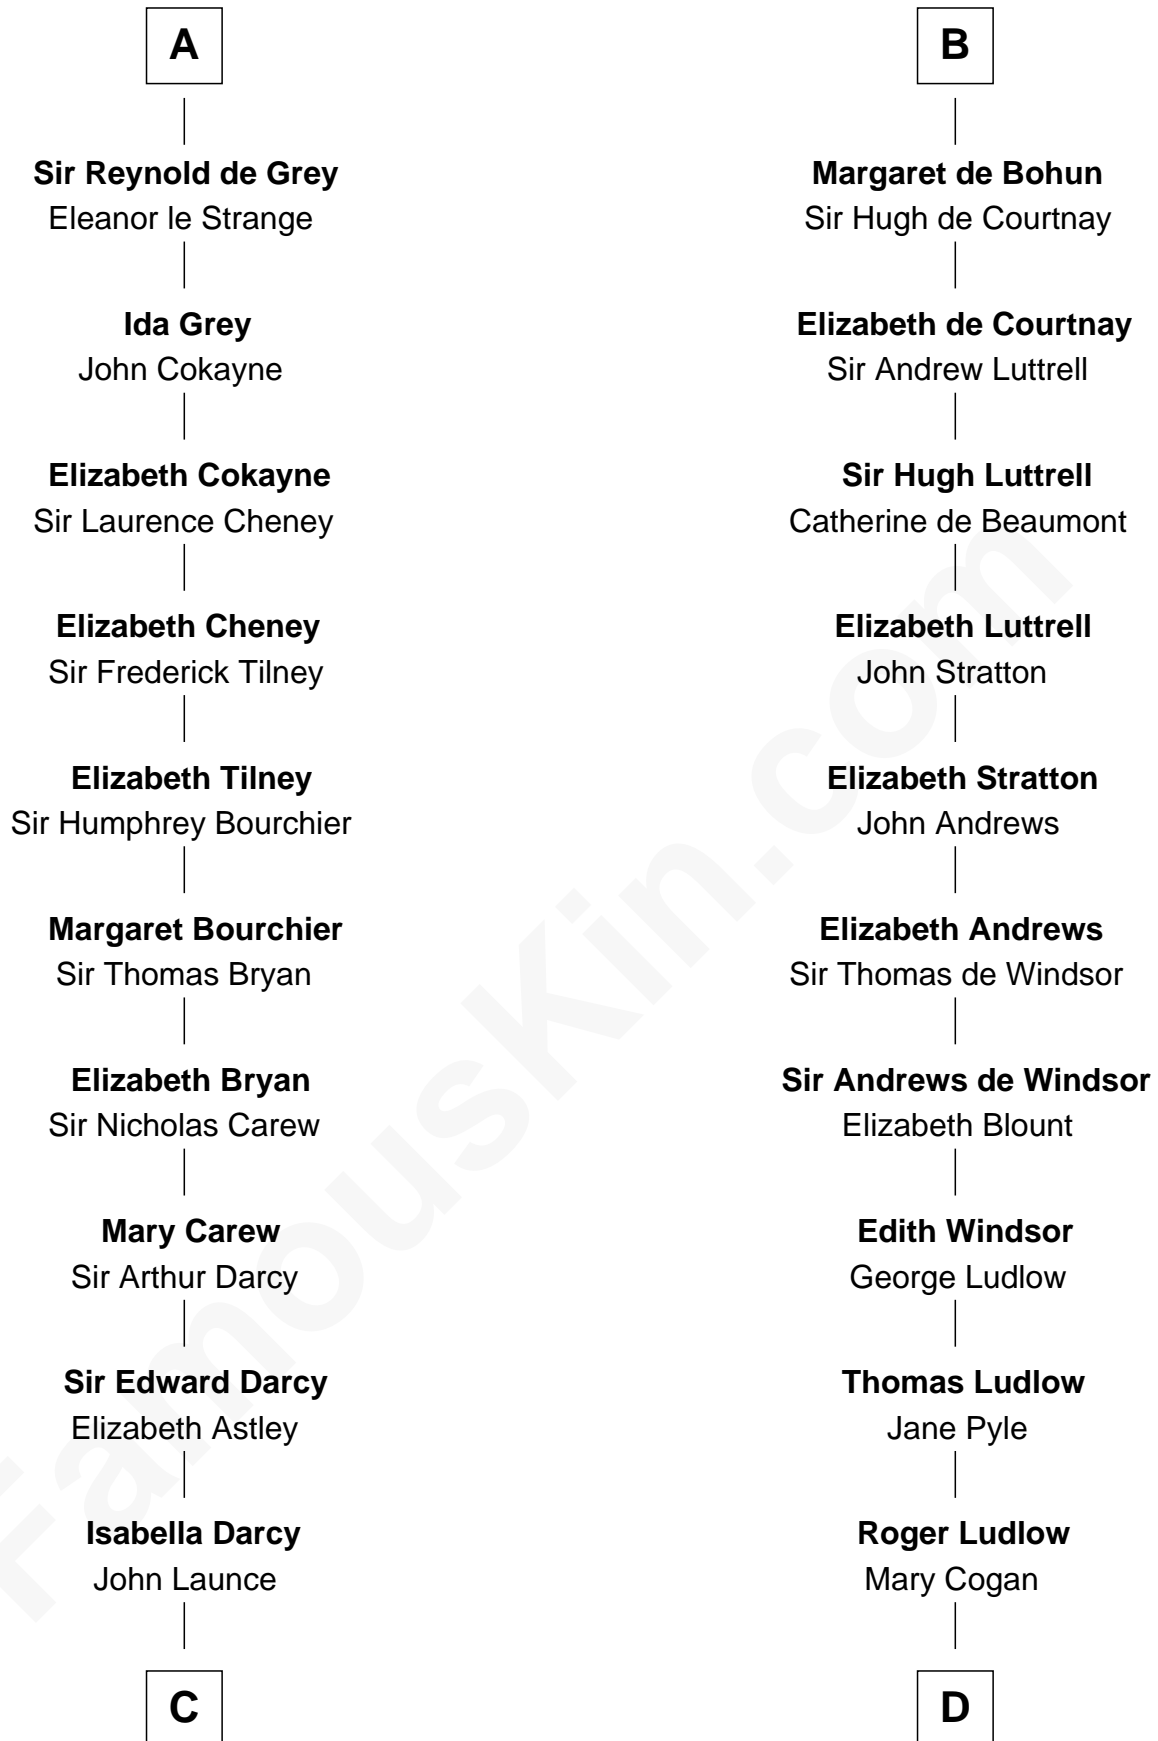 A
Sir Reynold de Grey
Eleanor le Strange
Ida Grey
John Cokayne
Elizabeth Cokayne
Sir Laurence Cheney
Elizabeth Cheney
Sir Frederick Tilney
Elizabeth Tilney
Sir Humphrey Bourchier
Margaret Bourchier
Sir Thomas Bryan
Elizabeth Bryan
Sir Nicholas Carew
Mary Carew
Sir Arthur Darcy
Sir Edward Darcy
Elizabeth Astley
Isabella Darcy
John Launce
C
B
Margaret de Bohun
Sir Hugh de Courtnay
Elizabeth de Courtnay
Sir Andrew Luttrell
Sir Hugh Luttrell
Catherine de Beaumont
Elizabeth Luttrell
John Stratton
Elizabeth Stratton
John Andrews
Elizabeth Andrews
Sir Thomas de Windsor
Sir Andrews de Windsor
Elizabeth Blount
Edith Windsor
George Ludlow
Thomas Ludlow
Jane Pyle
Roger Ludlow
Mary Cogan
D
FamousKin.com